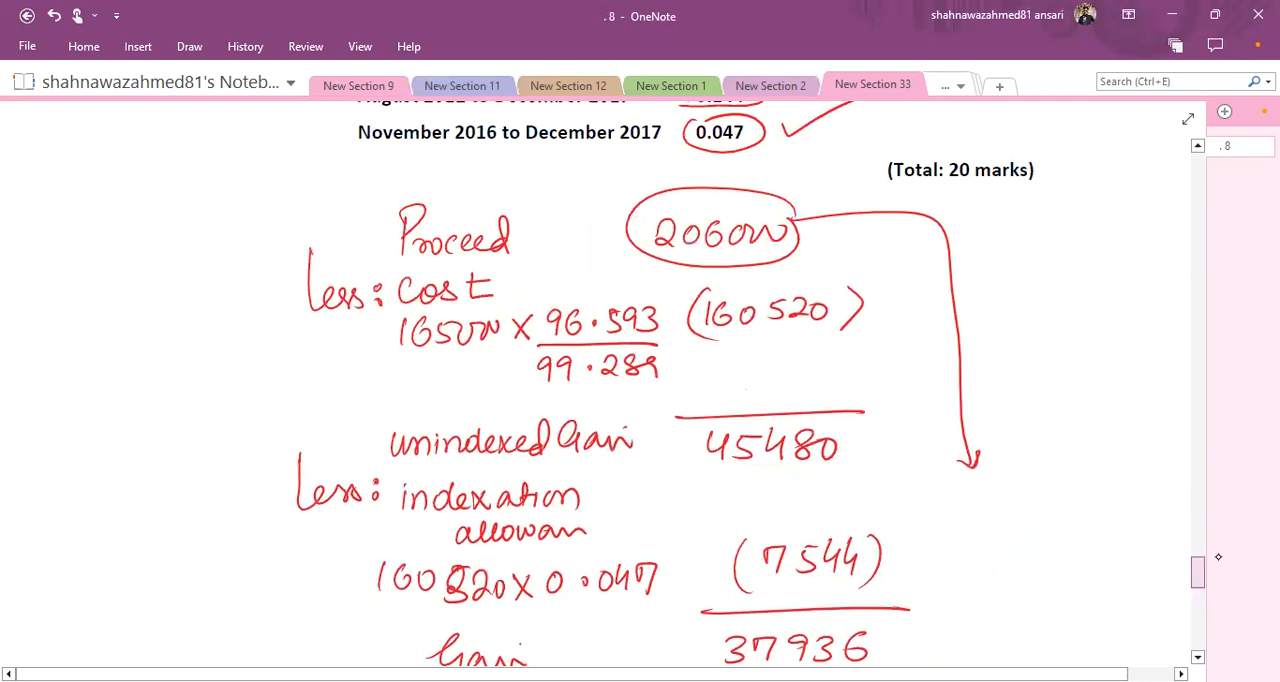 . 8 - OneNote
shahnawazahmed81 ansari
File Home Insert Draw History Review View Help
shahnawazahmed81's Noteb...
New Section 9 New Section 11 New Section 12 New Section 1 New Section 2 New Section 33 ...
Search (Ctrl+E)
. 8
November 2016 to December 2017 0.047
(Total: 20 marks)
Proceed 206000
Less: Cost
165000 × 96.593 (160520)
99.289
unindexed Gain 45480
Less: indexation
allowan
160520 × 0.047 (7544)
Gain 37936